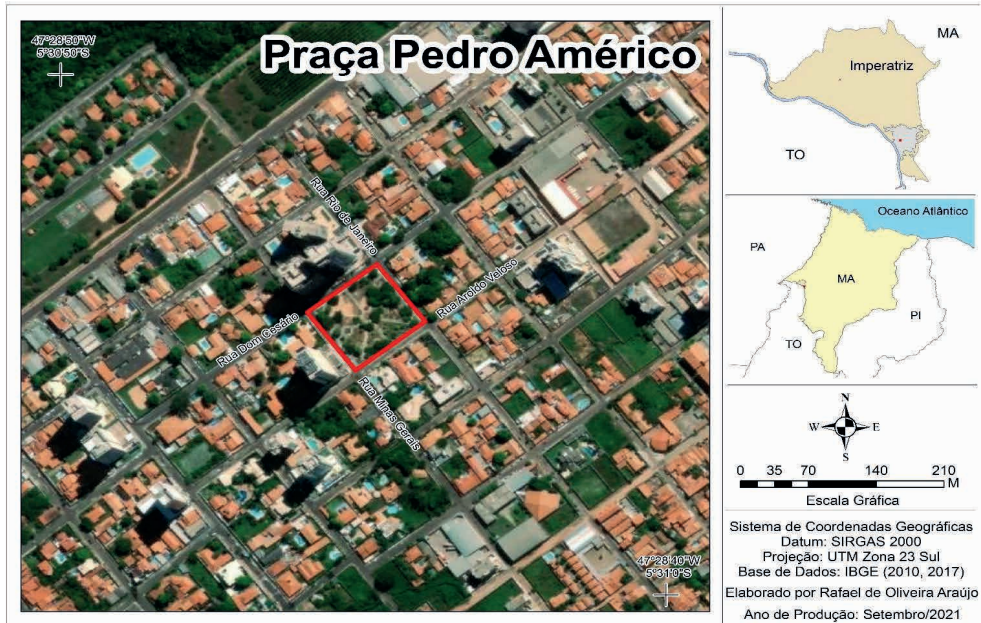 Praça Pedro Américo
47°28'50"W
5°30'50"S
Rua Rio de Janeiro
Rua Aroldo Veloso
Rua Dom Cesário
Rua Minas Gerais
47°28'40"W
5°31'0"S
MA
Imperatriz
TO
Oceano Atlântico
PA
MA
PI
TO
N
W
E
S
0 35 70 140 210
M
Escala Gráfica
Sistema de Coordenadas Geográficas
Datum: SIRGAS 2000
Projeção: UTM Zona 23 Sul
Base de Dados: IBGE (2010, 2017)
Elaborado por Rafael de Oliveira Araújo
Ano de Produção: Setembro/2021